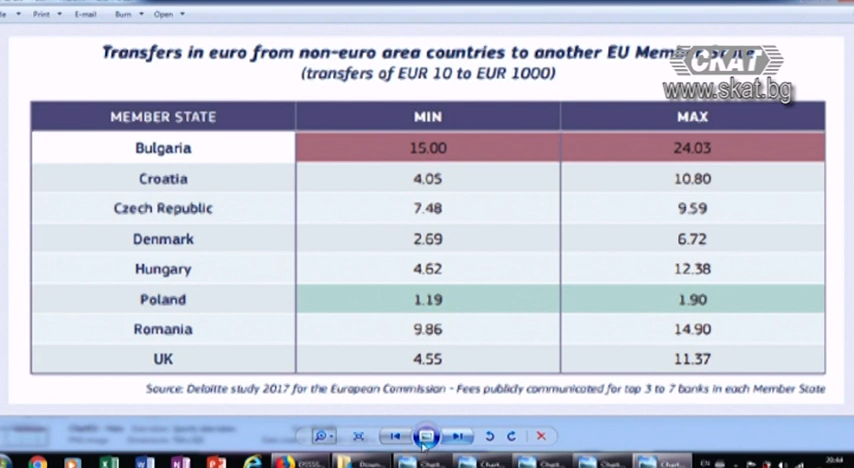 Print
E-mail
Burn
Open
Transfers in euro from non-euro area countries to another EU Member
(transfers of EUR 10 to EUR 1000)
СКАТ
www.skat.bg
MEMBER STATE MIN MAX
Bulgaria 15.00 24.03
Croatia 4.05 10.80
Czech Republic 7.48 9.59
Denmark 2.69 6.72
Hungary 4.62 12.38
Poland 1.19 1.90
Romania 9.86 14.90
UK 4.55 11.37
Source: Deloitte study 2017 for the European Commission - Fees publicly communicated for top 3 to 7 banks in each Member State
EN
20:44